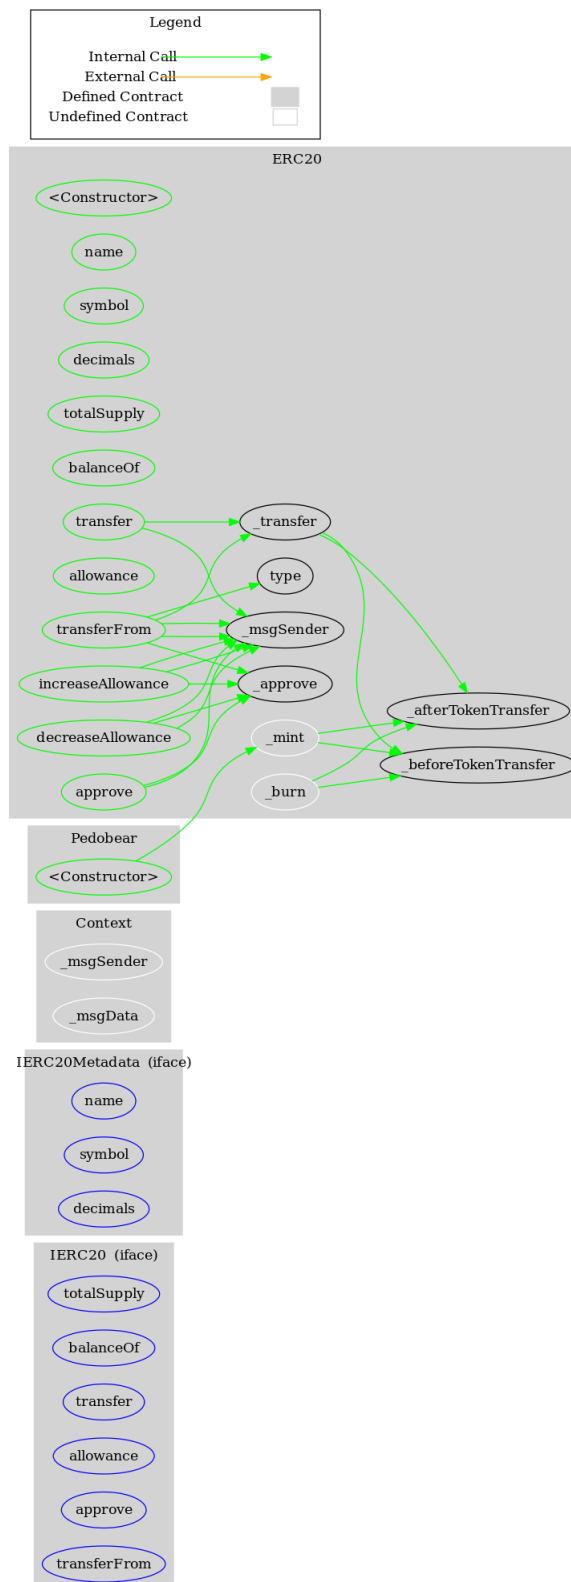 Legend
Internal Call
External Call
Defined Contract
Undefined Contract
ERC20
<Constructor>
name
symbol
decimals
totalSupply
balanceOf
transfer
_transfer
allowance
type
transferFrom
_msgSender
increaseAllowance
_approve
_afterTokenTransfer
decreaseAllowance
_mint
_beforeTokenTransfer
approve
_burn
Pedobear
<Constructor>
Context
_msgSender
_msgData
IERC20Metadata (iface)
name
symbol
decimals
IERC20 (iface)
totalSupply
balanceOf
transfer
allowance
approve
transferFrom